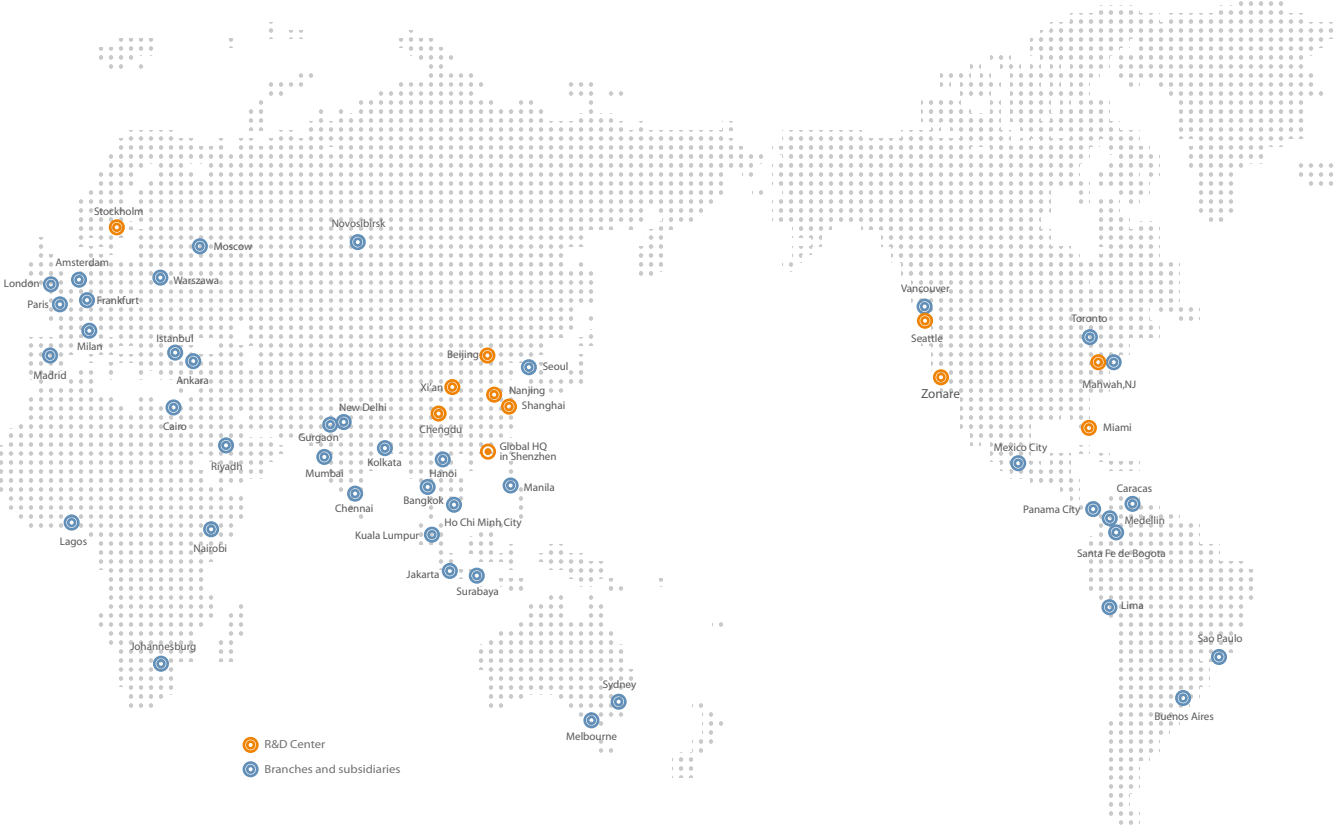 Stockholm
Novosibirsk
Moscow
Amsterdam
Warszawa
London
Paris
Frankfurt
Milan
Istanbul
Madrid
Ankara
Cairo
Riyadh
Lagos
Nairobi
Johannesburg
Beijing
Seoul
Xi'an
Nanjing
Shanghai
Chengdu
New Delhi
Gurgaon
Global HQ
in Shenzhen
Mumbai
Kolkata
Hanoi
Manila
Chennai
Bangkok
Ho Chi Minh City
Kuala Lumpur
Jakarta
Surabaya
Sydney
Melbourne
Vancouver
Seattle
Zonare
Toronto
Mahwah,NJ
Miami
Mexico City
Caracas
Panama City
Medellin
Santa Fe de Bogota
Lima
Sao Paulo
Buenos Aires
R&D Center
Branches and subsidiaries